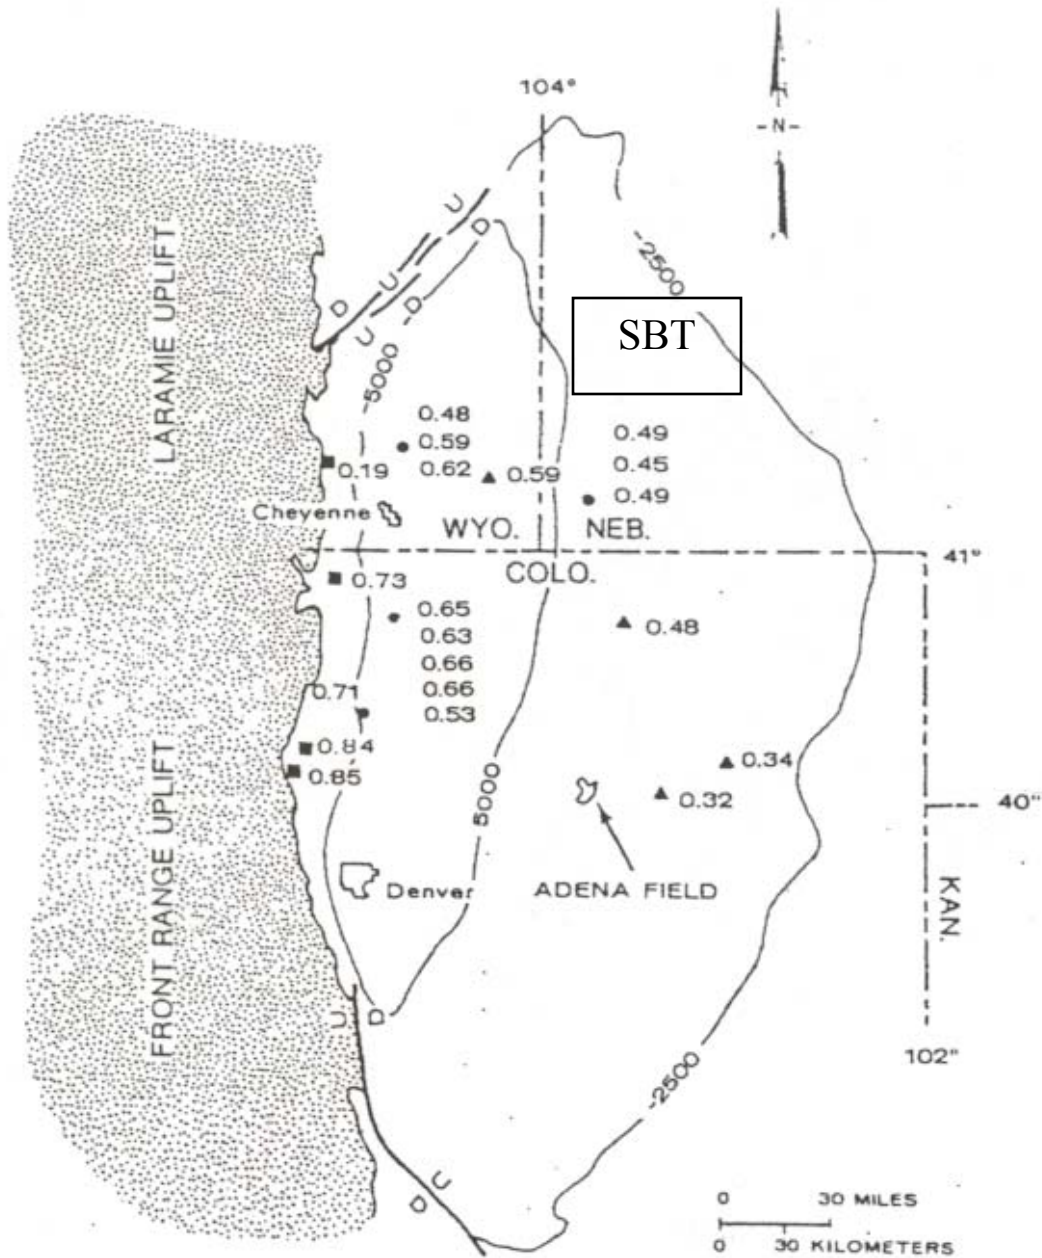 104°
- N -
U
D
-2500
LARAMIE UPLIFT
U
D
D
U
-5000
SBT
0.48
0.59
0.62
0.59
0.49
0.45
0.49
0.19
Cheyenne
WYO.
NEB.
41°
COLO.
0.73
0.65
0.63
0.66
0.66
0.53
0.48
0.71
0.84
0.85
0.34
0.32
40"
5000
FRONT RANGE UPLIFT
Denver
ADENA FIELD
KAN.
U
D
102"
-2500
U
D
0 30 MILES
0 30 KILOMETERS